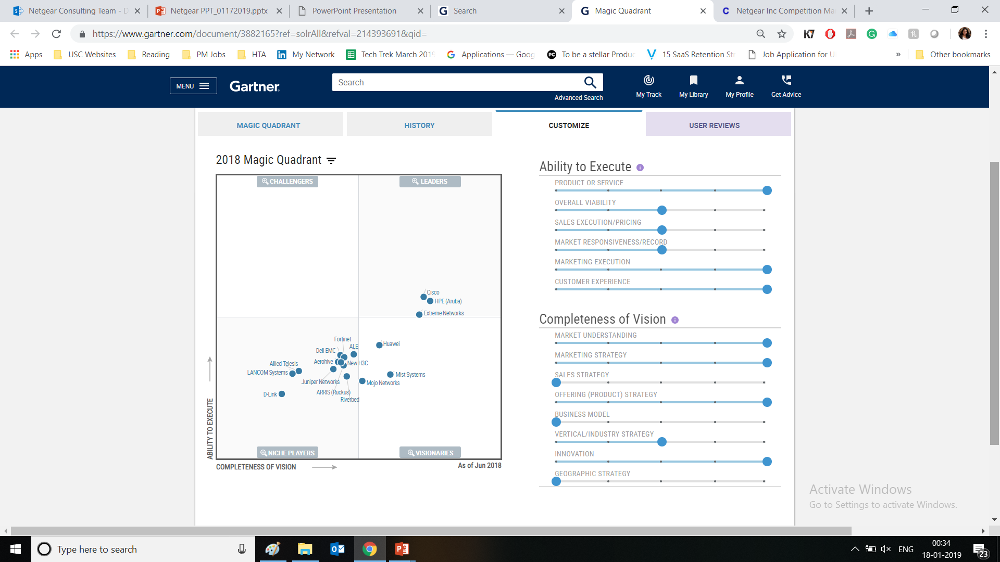 Netgear Consulting Team - D
Netgear PPT_01172019.pptx
PowerPoint Presentation
Search
Magic Quadrant
Netgear Inc Competition Ma
https://www.gartner.com/document/3882165?ref=solrAll&refval=214393691&qid=
Apps
USC Websites
Reading
PM Jobs
HTA
My Network
Tech Trek March 2019
Applications — Goog
To be a stellar Produc
15 SaaS Retention Str
Job Application for U
»
Other bookmarks
MENU
Gartner
Search
Advanced Search
My Track
My Library
My Profile
Get Advice
MAGIC QUADRANT
HISTORY
CUSTOMIZE
USER REVIEWS
2018 Magic Quadrant
CHALLENGERS
LEADERS
Cisco
HPE (Aruba)
Extreme Networks
Fortinet
ALE
Huawei
Dell EMC
Aerohive
New H3C
Allied Telesis
LANCOM Systems
Mist Systems
Juniper Networks
Mojo Networks
ARRIS (Ruckus)
D-Link
Riverbed
NICHE PLAYERS
VISIONARIES
ABILITY TO EXECUTE
COMPLETENESS OF VISION
As of Jun 2018
Ability to Execute
PRODUCT OR SERVICE
OVERALL VIABILITY
SALES EXECUTION/PRICING
MARKET RESPONSIVENESS/RECORD
MARKETING EXECUTION
CUSTOMER EXPERIENCE
Completeness of Vision
MARKET UNDERSTANDING
MARKETING STRATEGY
SALES STRATEGY
OFFERING (PRODUCT) STRATEGY
BUSINESS MODEL
VERTICAL/INDUSTRY STRATEGY
INNOVATION
GEOGRAPHIC STRATEGY
Activate Windows
Go to Settings to activate Windows.
Type here to search
ENG
00:34
18-01-2019
23